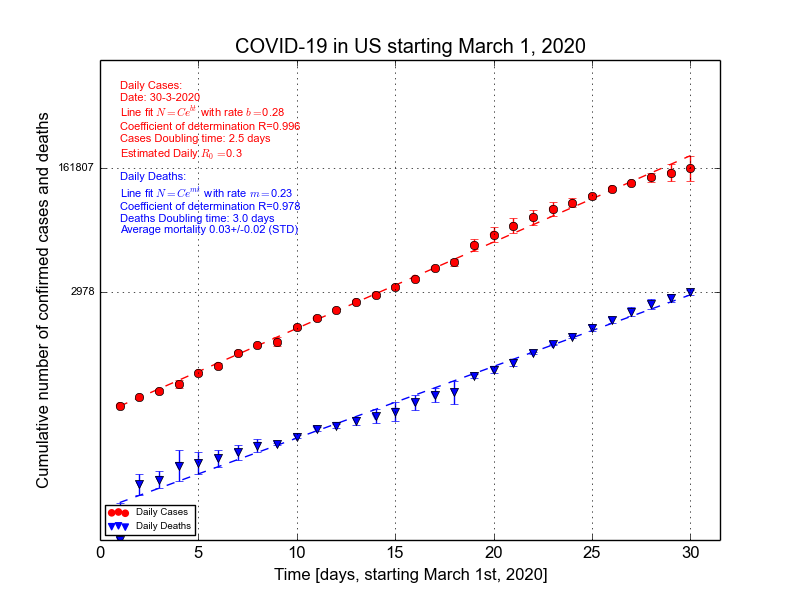 COVID-19 in US starting March 1, 2020
Daily Cases:
Date: 30-3-2020
Line fit N = Ce^{bt} with rate b =0.28
Coefficient of determination R=0.996
Cases Doubling time: 2.5 days
Estimated Daily R_0 =0.3
Daily Deaths:
Line fit N = Ce^{mt} with rate m =0.23
Coefficient of determination R=0.978
Deaths Doubling time: 3.0 days
Average mortality 0.03+/-0.02 (STD)
Cumulative number of confirmed cases and deaths
161807
2978
Daily Cases
Daily Deaths
0 5 10 15 20 25 30
Time [days, starting March 1st, 2020]